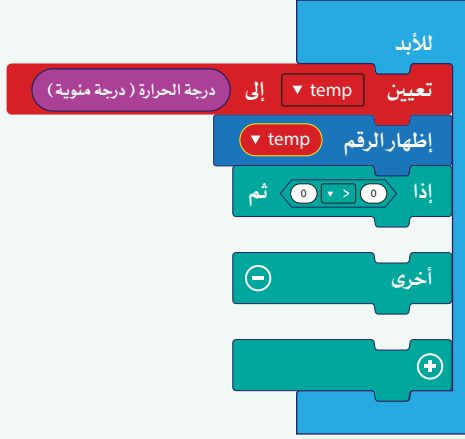 للأبد
تعيين temp ▼ إلى درجة الحرارة ( درجة مئوية )
إظهار الرقم temp ▼
إذا 0 < ▼ 0 ثم
أخرى